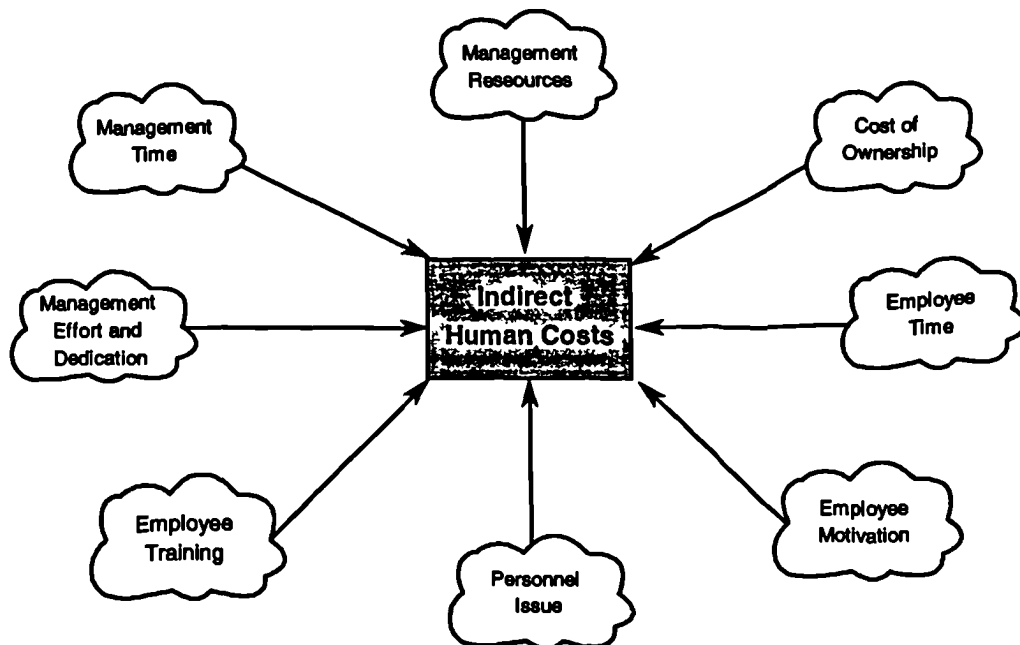 Management
Reseources
Management
Time
Cost of
Ownership
Management
Effort and
Dedication
Indirect
Human Costs
Employee
Time
Employee
Training
Employee
Motivation
Personnel
Issue